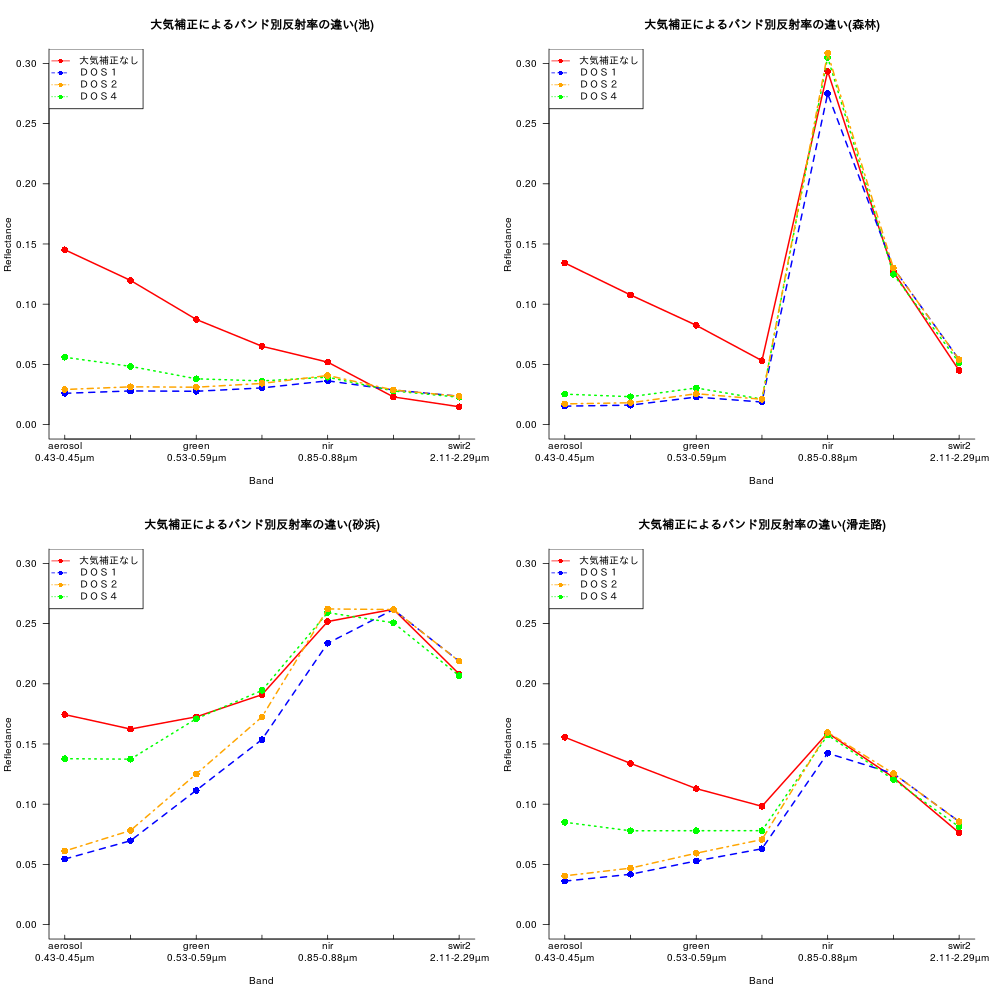 大気補正によるバンド別反射率の違い(池)
大気補正なし
ＤＯＳ１
ＤＯＳ２
ＤＯＳ４
Reflectance
0.30
0.25
0.20
0.15
0.10
0.05
0.00
aerosol green nir swir2
0.43-0.45μm 0.53-0.59μm 0.85-0.88μm 2.11-2.29μm
Band
大気補正によるバンド別反射率の違い(森林)
大気補正なし
ＤＯＳ１
ＤＯＳ２
ＤＯＳ４
Reflectance
0.30
0.25
0.20
0.15
0.10
0.05
0.00
aerosol green nir swir2
0.43-0.45μm 0.53-0.59μm 0.85-0.88μm 2.11-2.29μm
Band
大気補正によるバンド別反射率の違い(砂浜)
大気補正なし
ＤＯＳ１
ＤＯＳ２
ＤＯＳ４
Reflectance
0.30
0.25
0.20
0.15
0.10
0.05
0.00
aerosol green nir swir2
0.43-0.45μm 0.53-0.59μm 0.85-0.88μm 2.11-2.29μm
Band
大気補正によるバンド別反射率の違い(滑走路)
大気補正なし
ＤＯＳ１
ＤＯＳ２
ＤＯＳ４
Reflectance
0.30
0.25
0.20
0.15
0.10
0.05
0.00
aerosol green nir swir2
0.43-0.45μm 0.53-0.59μm 0.85-0.88μm 2.11-2.29μm
Band